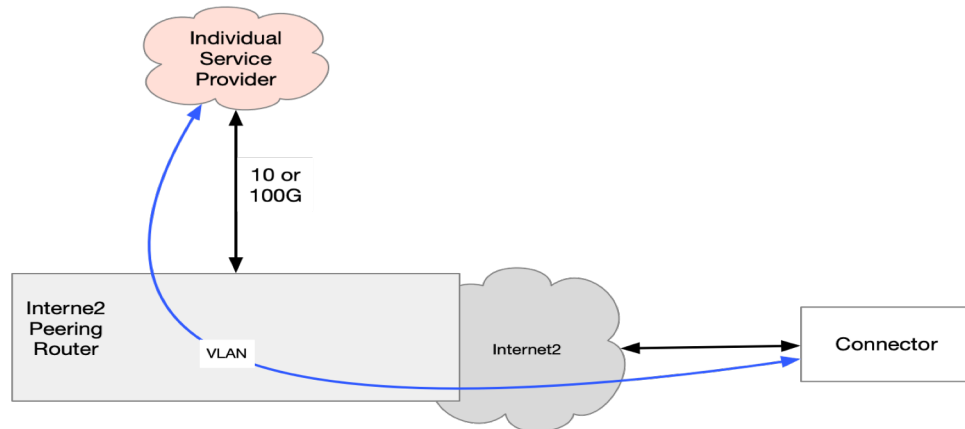 Individual
Service
Provider
10 or
100G
Interne2
Peering
Router
VLAN
Internet2
Connector